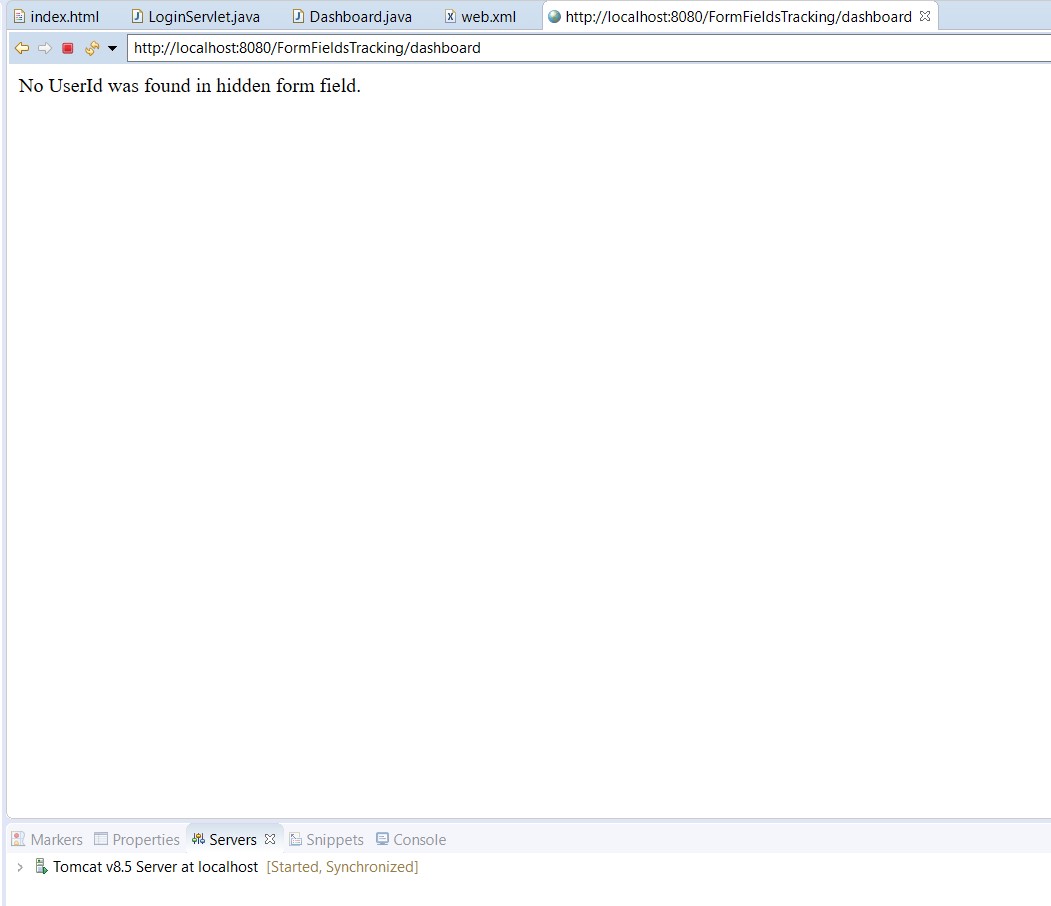 index.html LoginServlet.java Dashboard.java web.xml http://localhost:8080/FormFieldsTracking/dashboard
http://localhost:8080/FormFieldsTracking/dashboard
No UserId was found in hidden form field.
Markers Properties Servers Snippets Console
Tomcat v8.5 Server at localhost [Started, Synchronized]